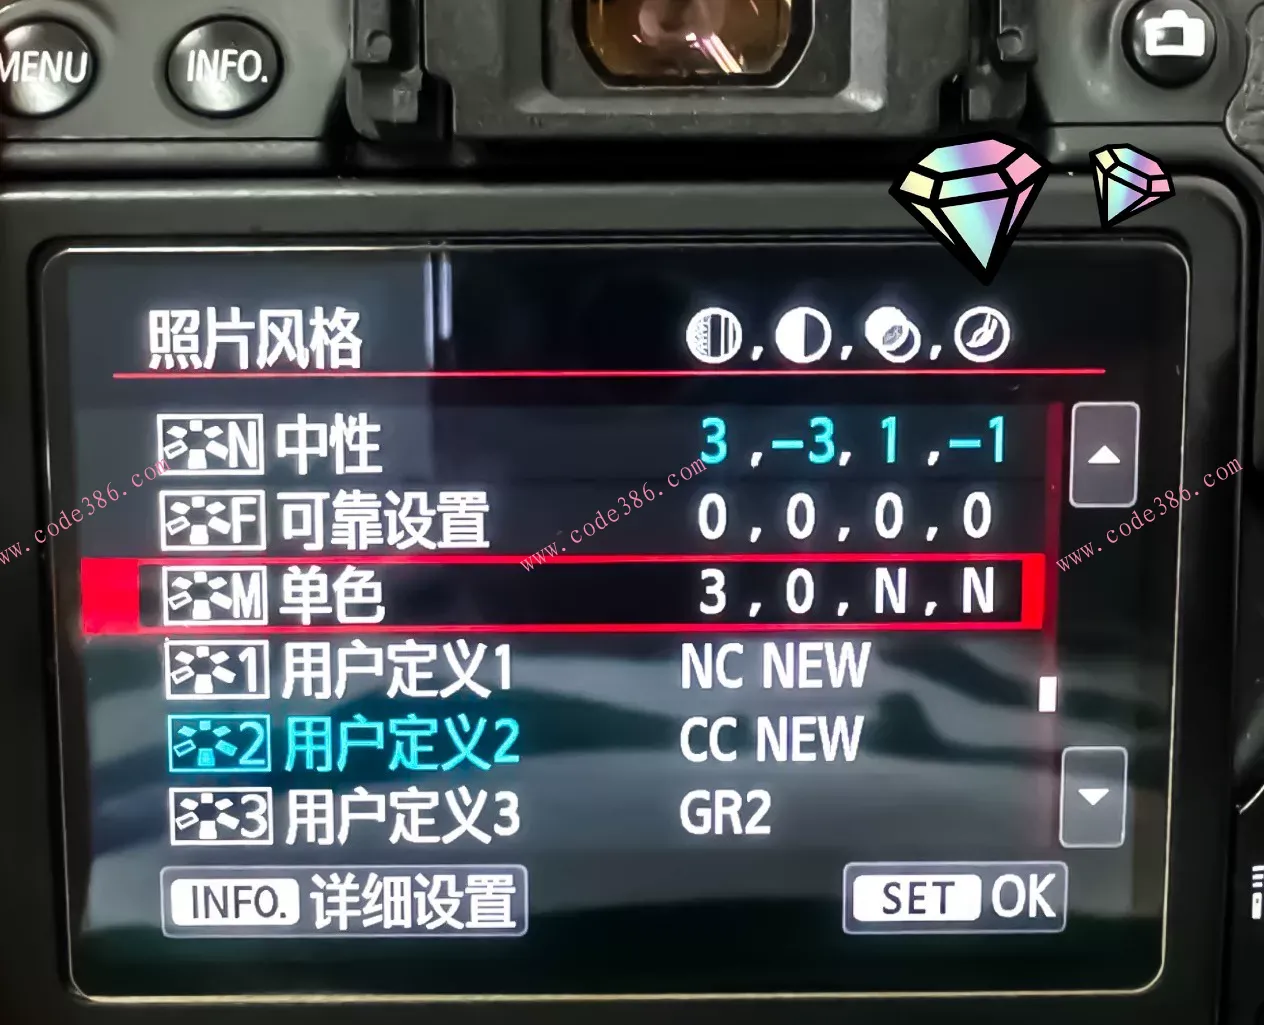 MENU INFO.
照片风格
N 中性 3 , -3, 1 , -1
F 可靠设置 0 , 0 , 0 , 0
M 单色 3 , 0 , N , N
1 用户定义1 NC NEW
2 用户定义2 CC NEW
3 用户定义3 GR2
INFO. 详细设置 SET OK
www.code386.com
www.code386.com
www.code386.com